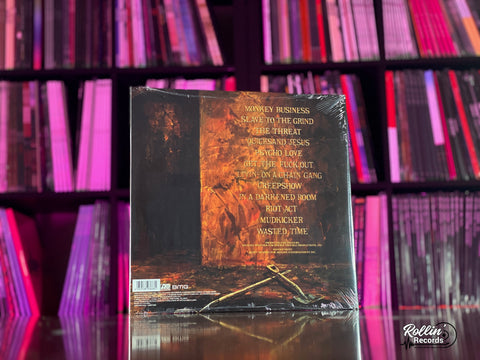 MONKEY BUSINESS
SLAVE TO THE GRIND
THE THREAT
QUICKSAND JESUS
PSYCHO LOVE
GET THE FUCK OUT
LIVIN' ON A CHAIN GANG
CREEPSHOW
IN A DARKENED ROOM
RIOT ACT
MUDKICKER
WASTED TIME
BMG
Rollin'
Records